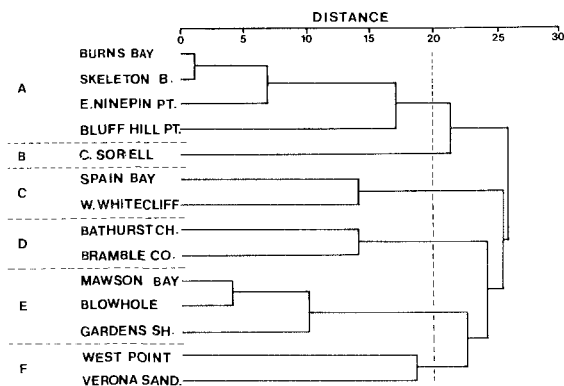 DISTANCE
0 5 10 15 20 25 30
A
BURNS BAY
SKELETON B.
E.NINEPIN PT.
BLUFF HILL PT.
B C. SORELL
C
SPAIN BAY
W.WHITECLIFF
D
BATHURST CH.
BRAMBLE CO.
E
MAWSON BAY
BLOWHOLE
GARDENS SH.
F
WEST POINT
VERONA SAND.